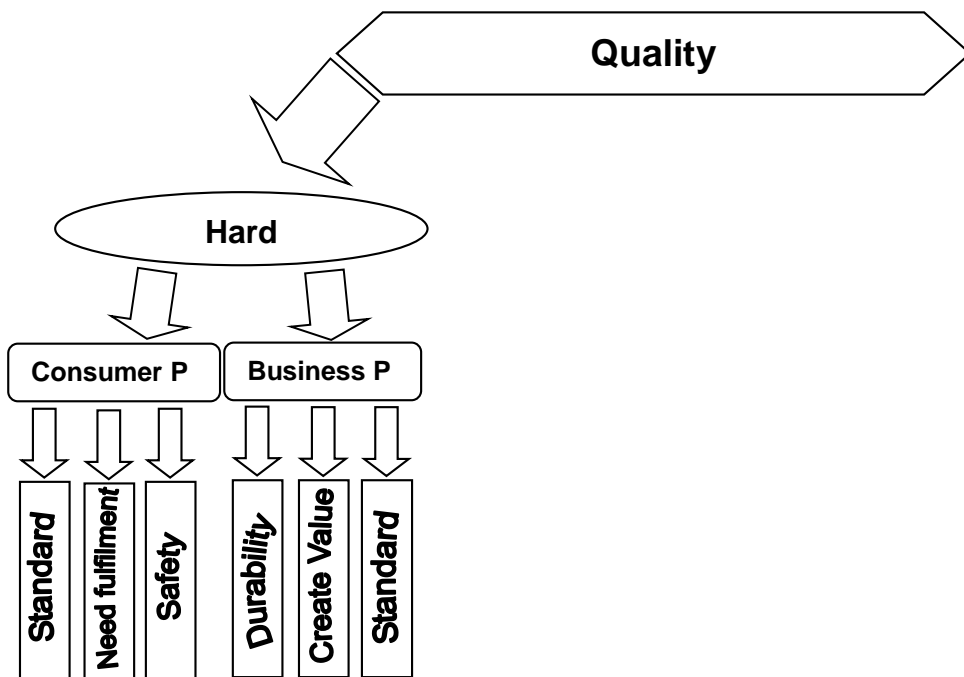 Quality
Hard
Consumer P
Business P
Standard
Need fulfilment
Safety
Durability
Create Value
Standard